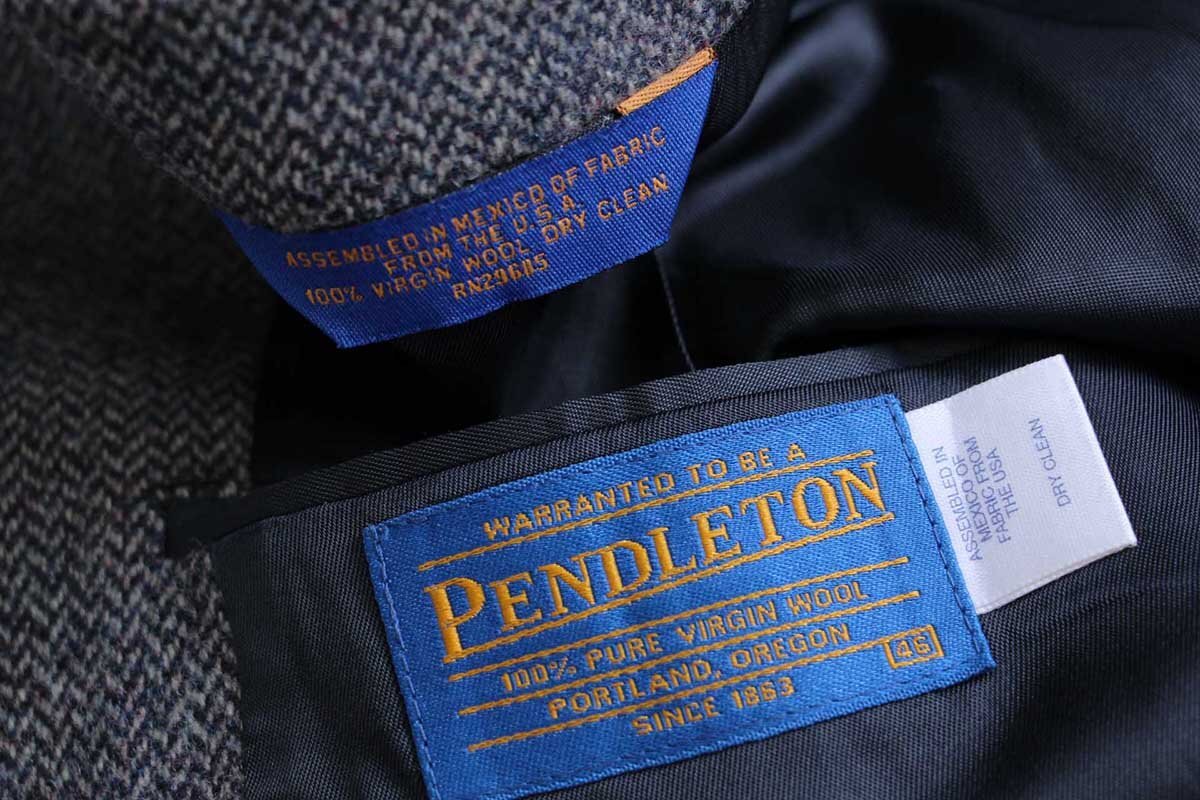 ASSEMBLED IN MEXICO OF FABRIC
FROM THE U.S.A.
100% VIRGIN WOOL, DRY CLEAN
RN29685
WARRANTED TO BE A
PENDLETON
100% PURE VIRGIN WOOL
PORTLAND, OREGON
SINCE 1863
46
ASSEMBLED IN
MEXICO OF
FABRIC FROM
THE USA
DRY CLEAN